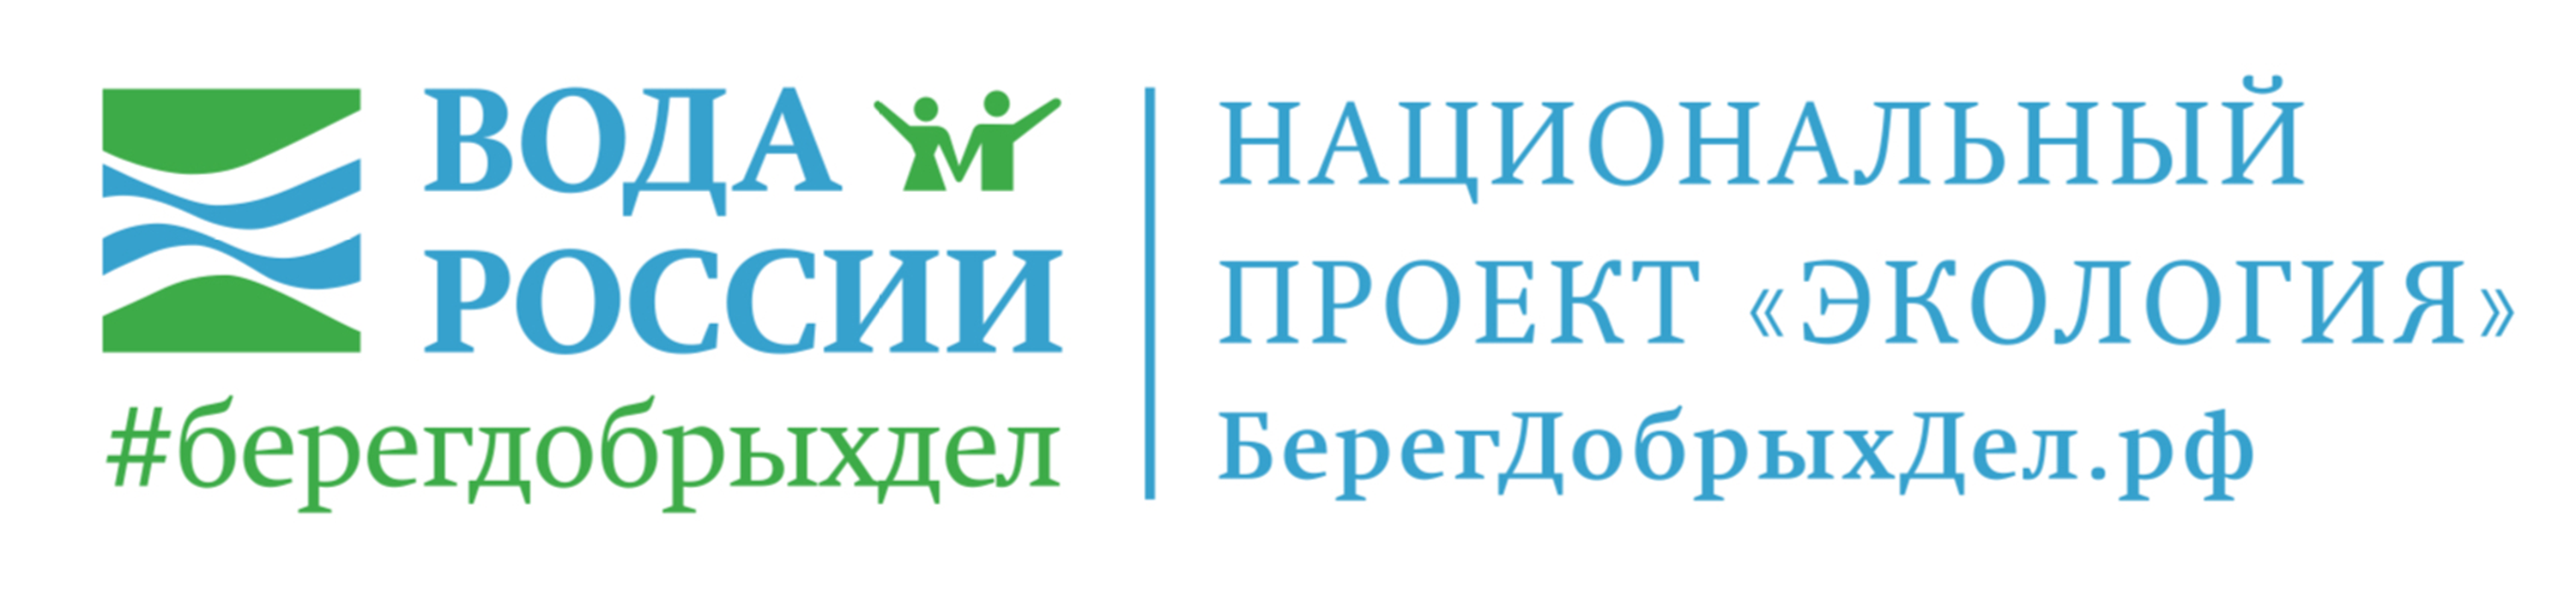 ВОДА
РОССИИ
#берегдобрыхдел
НАЦИОНАЛЬНЫЙ
ПРОЕКТ «ЭКОЛОГИЯ»
БерегДобрыхДел.рф